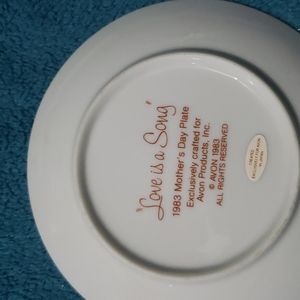 "Love is a Song"
1983 Mother's Day Plate
Exclusively crafted for
Avon Products, Inc.
© AVON 1983
ALL RIGHTS RESERVED